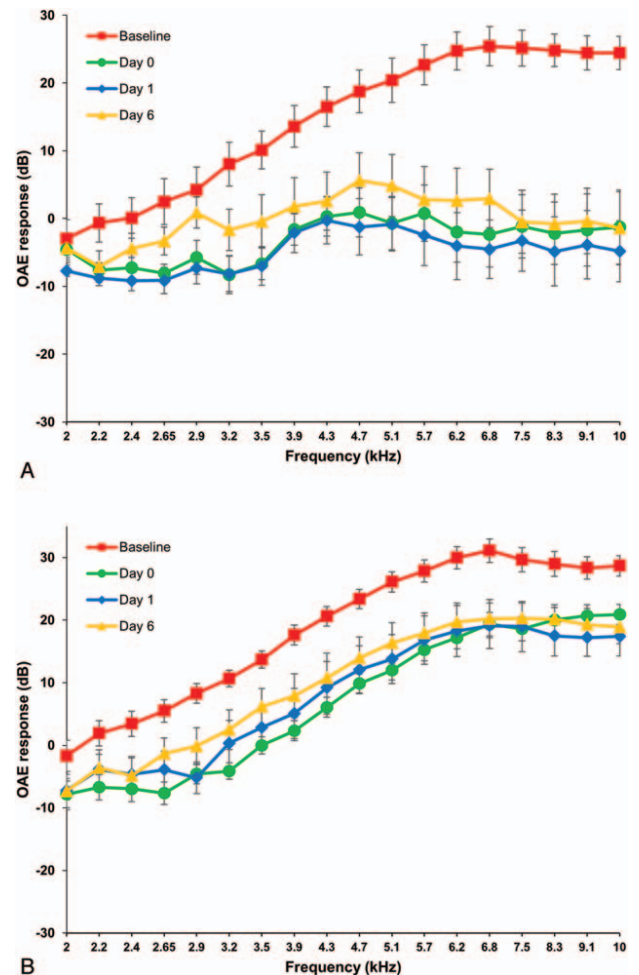 30
20
10
0
-10
-20
-30
OAE response (dB)
Baseline
Day 0
Day 1
Day 6
2 2.2 2.4 2.65 2.9 3.2 3.5 3.9 4.3 4.7 5.1 5.7 6.2 6.8 7.5 8.3 9.1 10
Frequency (kHz)
A
30
20
10
0
-10
-20
-30
OAE response (dB)
Baseline
Day 0
Day 1
Day 6
2 2.2 2.4 2.65 2.9 3.2 3.5 3.9 4.3 4.7 5.1 5.7 6.2 6.8 7.5 8.3 9.1 10
Frequency (kHz)
B